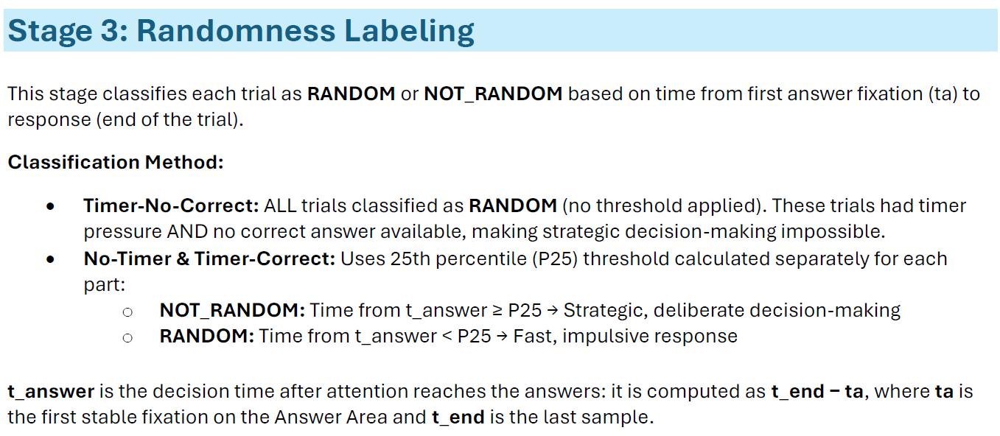 Stage 3: Randomness Labeling
This stage classifies each trial as RANDOM or NOT_RANDOM based on time from first answer fixation (ta) to
response (end of the trial).
Classification Method:
• Timer-No-Correct: ALL trials classified as RANDOM (no threshold applied). These trials had timer
pressure AND no correct answer available, making strategic decision-making impossible.
• No-Timer & Timer-Correct: Uses 25th percentile (P25) threshold calculated separately for each
part:
○ NOT_RANDOM: Time from t_answer ≥ P25 → Strategic, deliberate decision-making
○ RANDOM: Time from t_answer < P25 → Fast, impulsive response
t_answer is the decision time after attention reaches the answers: it is computed as t_end − ta, where ta is
the first stable fixation on the Answer Area and t_end is the last sample.